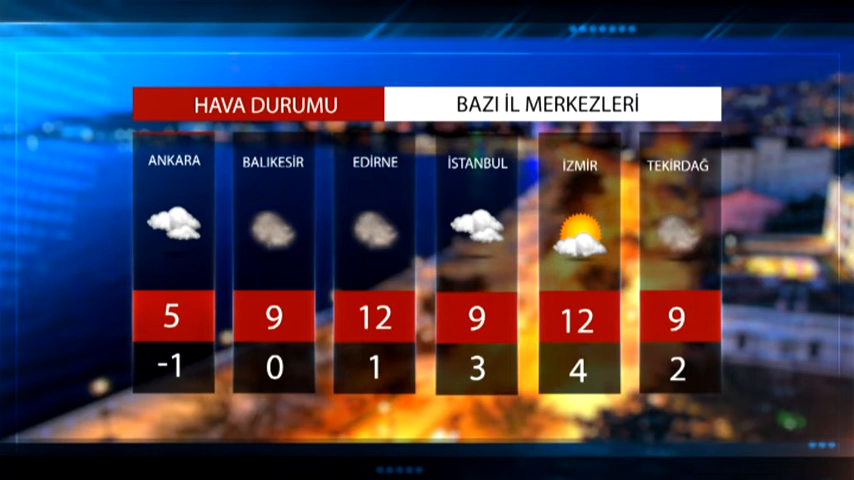 HAVA DURUMU
BAZI İL MERKEZLERİ
ANKARA BALIKESİR EDİRNE İSTANBUL İZMİR TEKİRDAĞ
5 9 12 9 12 9
-1 0 1 3 4 2